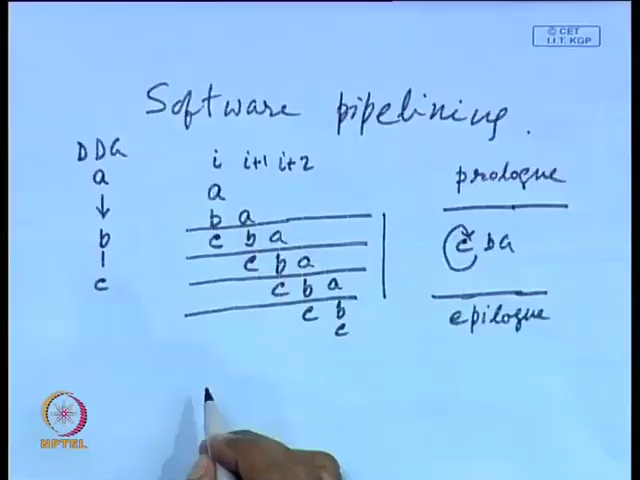 © CET
I.I.T. KGP
Software pipelining.
DDG
a
↓
b
c
i i+1 i+2
a
b a
c b a
c b a
c b a
c b
c
prologue
c b a
epilogue
NPTEL